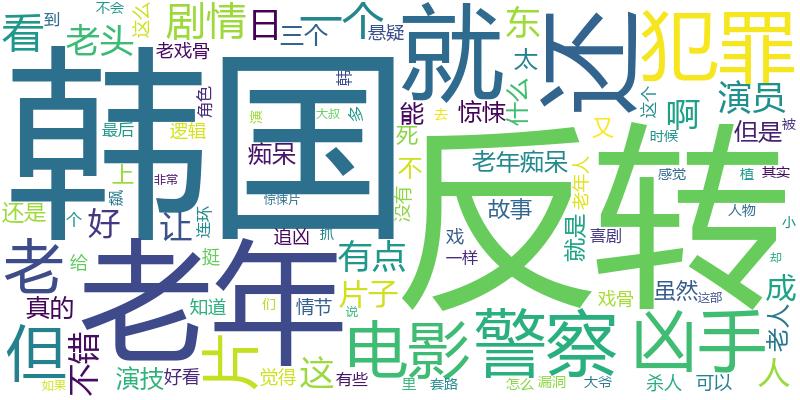 不会
这么
看
到
剧情
日
一个
三个
悬疑
就
东
还
犯罪
老头
老戏骨
韩国
角色
韩
太
什么
这个
演员
啊
但是
被
最后
逻辑
演
大叔
多
能
去
惊悚
死
又
时候
上
痴呆
非常
不
反转
老年痴呆
老年人
感觉
植
其实
还是
个
飙
好
让
连环
惊悚片
没有
故事
就是
喜剧
人物
小
追凶
抓
戏
一样
却
老
给
挺
老年
有点
真的
知道
们
情节
说
片子
戏骨
虽然
这部
成
但
不错
片
电影
警察
凶手
老人
演技
好看
如果
觉得
这
有些
里
套路
怎么
漏洞
大爷
杀人
可以
人